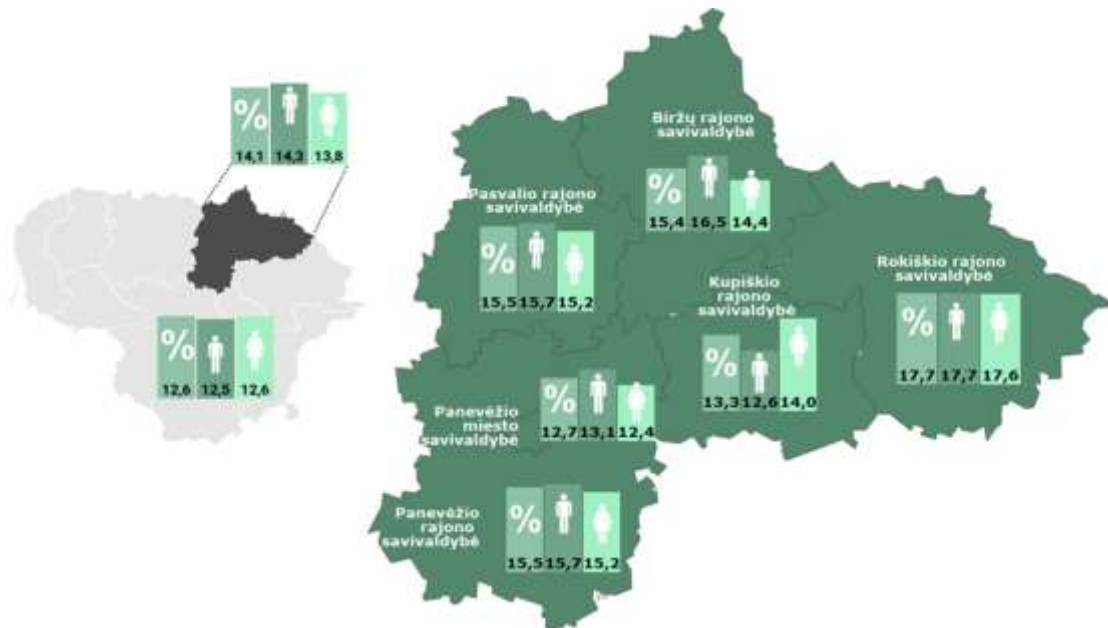 %
14,1 14,3 13,8
%
12,6 12,5 12,6
Biržų rajono
savivaldybė
%
15,4 16,5 14,4
Pasvalio rajono
savivaldybė
%
15,5 15,7 15,2
Rokiškio rajono
savivaldybė
%
17,7 17,7 17,6
Kupiškio
rajono
savivaldybė
%
13,3 12,6 14,0
Panevėžio
miesto
savivaldybė
%
12,7 13,1 12,4
Panevėžio
rajono
savivaldybė
%
15,5 15,7 15,2